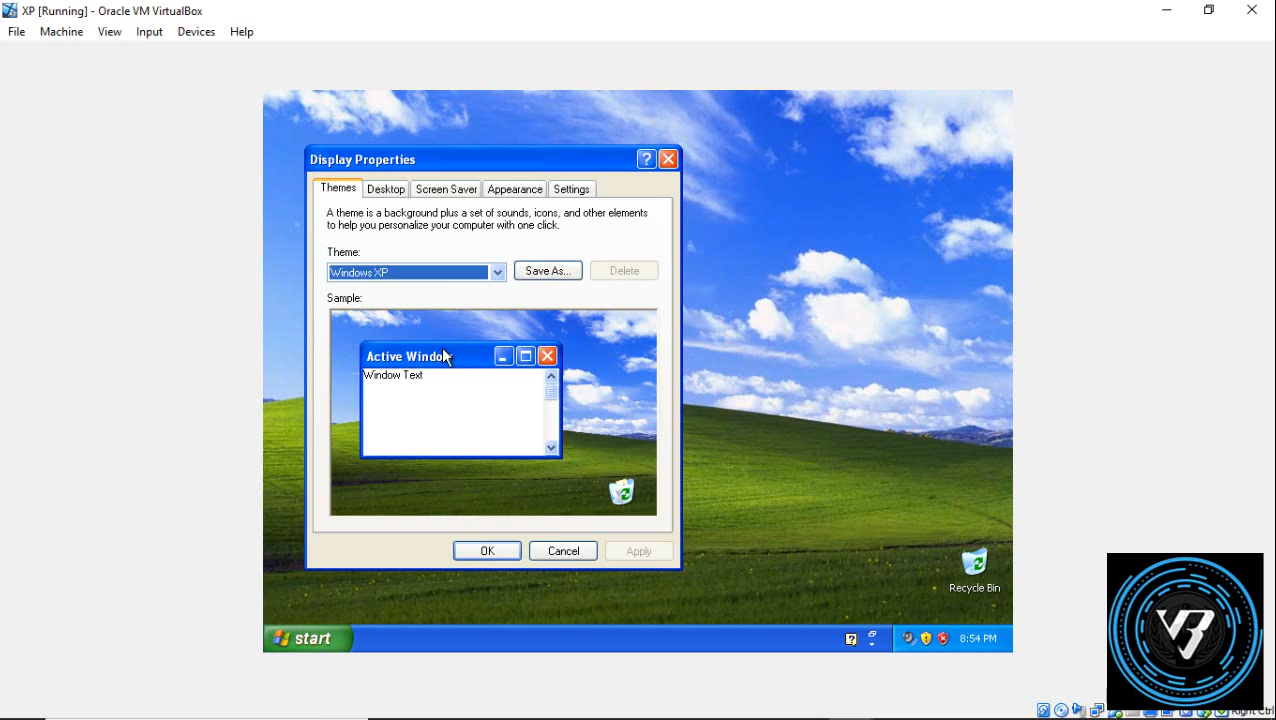 XP [Running] - Oracle VM VirtualBox
File Machine View Input Devices Help
Display Properties
Themes Desktop Screen Saver Appearance Settings
A theme is a background plus a set of sounds, icons, and other elements
to help you personalize your computer with one click.
Theme:
Windows XP Save As... Delete
Sample:
Active Window
Window Text
OK Cancel Apply
Recycle Bin
start 8:54 PM
Right Ctrl